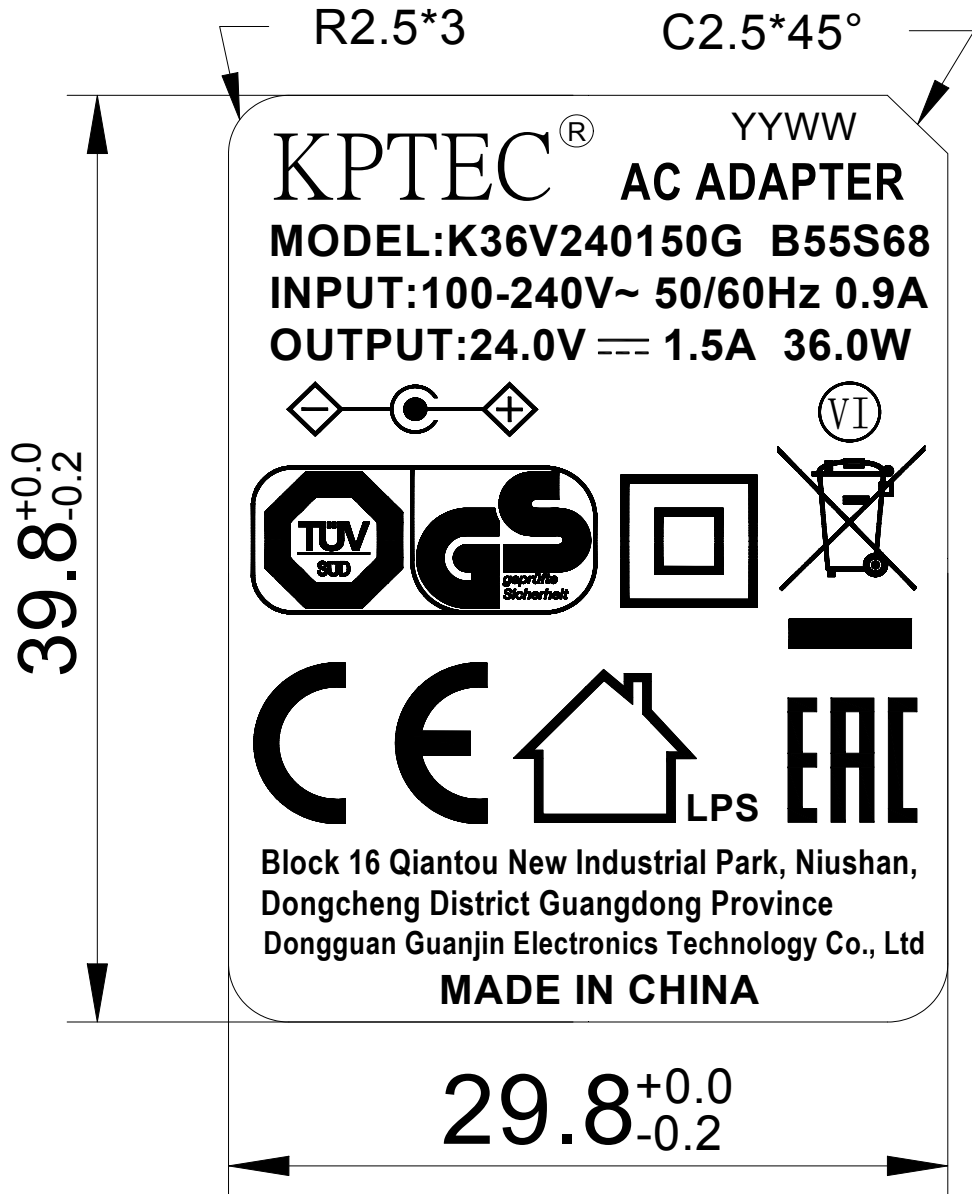 R2.5*3
C2.5*45°
KPTEC®
YYWW
AC ADAPTER
MODEL:K36V240150G B55S68
INPUT:100-240V~ 50/60Hz 0.9A
OUTPUT:24.0V ⎓ 1.5A 36.0W
VI
TÜV
SÜD
GS
geprüfte
Sicherheit
CE
LPS
EAC
Block 16 Qiantou New Industrial Park, Niushan,
Dongcheng District Guangdong Province
Dongguan Guanjin Electronics Technology Co., Ltd
MADE IN CHINA
39.8 +0.0 -0.2
29.8 +0.0 -0.2